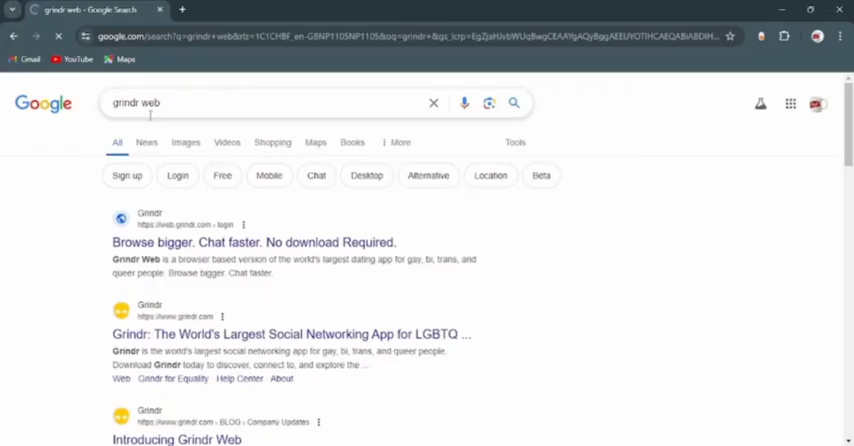 grindr web - Google Search
google.com/search?q=grindr+web&rlz=1C1CHBF_en-GBNP1105NP1105&oq=grindr+&gs_lcrp=
Gmail YouTube Maps
Google
grindr web
All News Images Videos Shopping Maps Books More Tools
Sign up Login Free Mobile Chat Desktop Alternative Location Beta
Grindr
https://web.grindr.com › login
Browse bigger. Chat faster. No download Required.
Grindr Web is a browser based version of the world's largest dating app for gay, bi, trans, and
queer people. Browse bigger. Chat faster.
Grindr
https://www.grindr.com
Grindr: The World's Largest Social Networking App for LGBTQ ...
Grindr is the world's largest social networking app for gay, bi, trans, and queer people.
Download Grindr today to discover, connect to, and explore the ...
Web Grindr for Equality Help Center About
Grindr
https://www.grindr.com › BLOG › Company Updates
Introducing Grindr Web